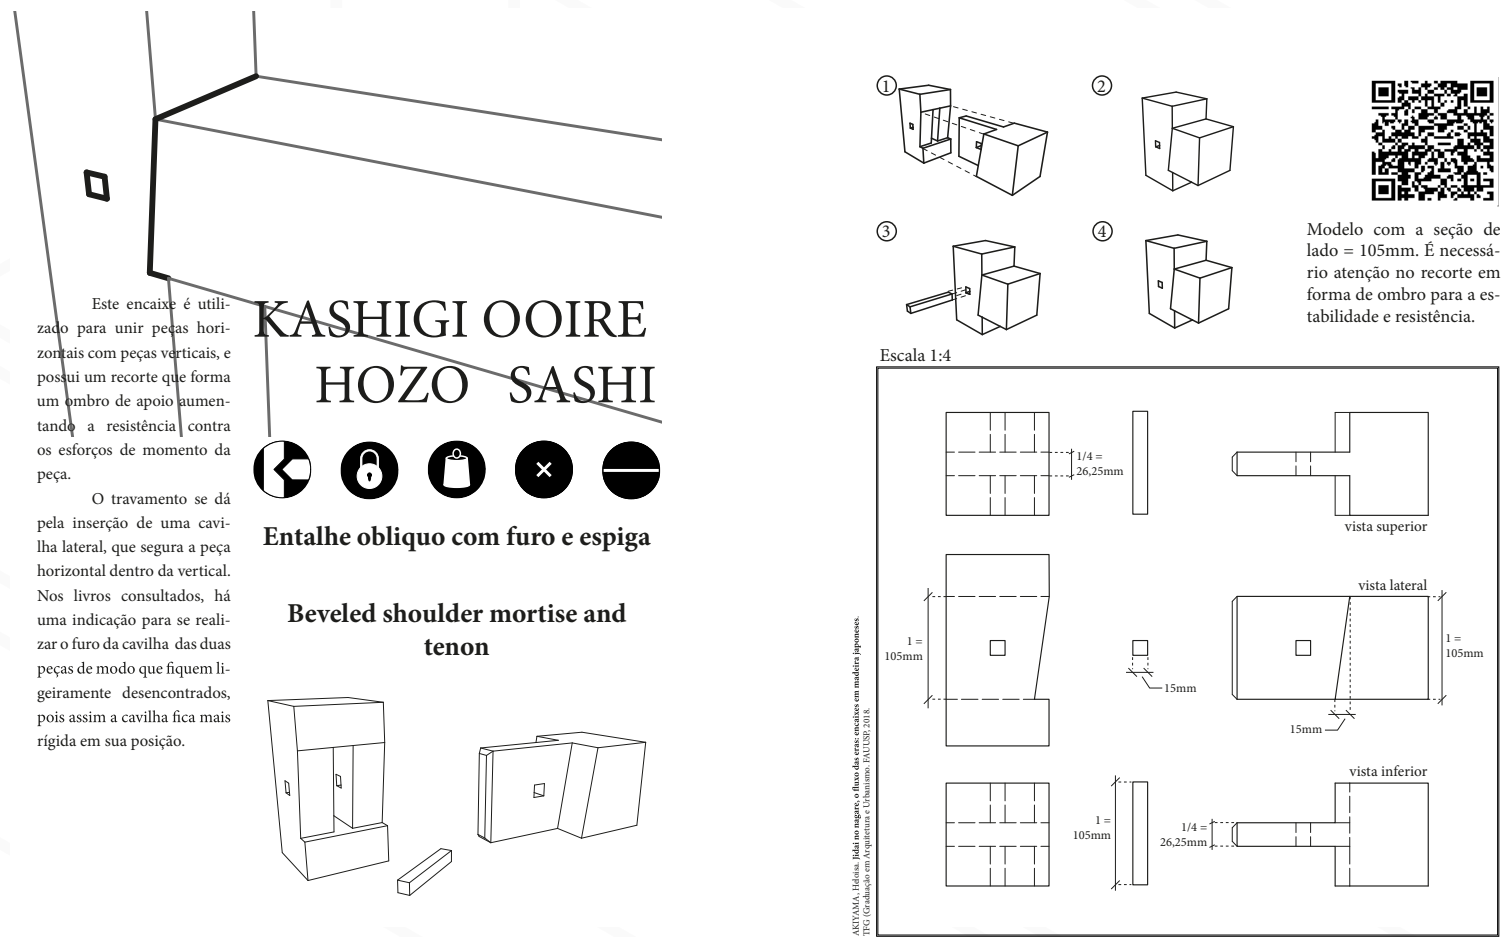 Este encaixe é utili-
zado para unir peças hori-
zontais com peças verticais, e
possui um recorte que forma
um ombro de apoio aumen-
tando a resistência contra
os esforços de momento da
peça.
O travamento se dá
pela inserção de uma cavi-
lha lateral, que segura a peça
horizontal dentro da vertical.
Nos livros consultados, há
uma indicação para se reali-
zar o furo da cavilha das duas
peças de modo que fiquem li-
geiramente desencontrados,
pois assim a cavilha fica mais
rígida em sua posição.
KASHIGI OOIRE
HOZO SASHI
Entalhe obliquo com furo e espiga
Beveled shoulder mortise and
tenon
1
2
3
4
Modelo com a seção de
lado = 105mm. É necessá-
rio atenção no recorte em
forma de ombro para a es-
tabilidade e resistência.
Escala 1:4
1/4 =
26,25mm
vista superior
vista lateral
1 =
105mm
15mm
1 =
105mm
15mm
vista inferior
1 =
105mm
1/4 =
26,25mm
AKIYAMA, Heloisa. Jidai no nagare, o fluxo das eras: encaixes em madeira japoneses.
TFG (Graduação em Arquitetura e Urbanismo. FAUUSP, 2018.